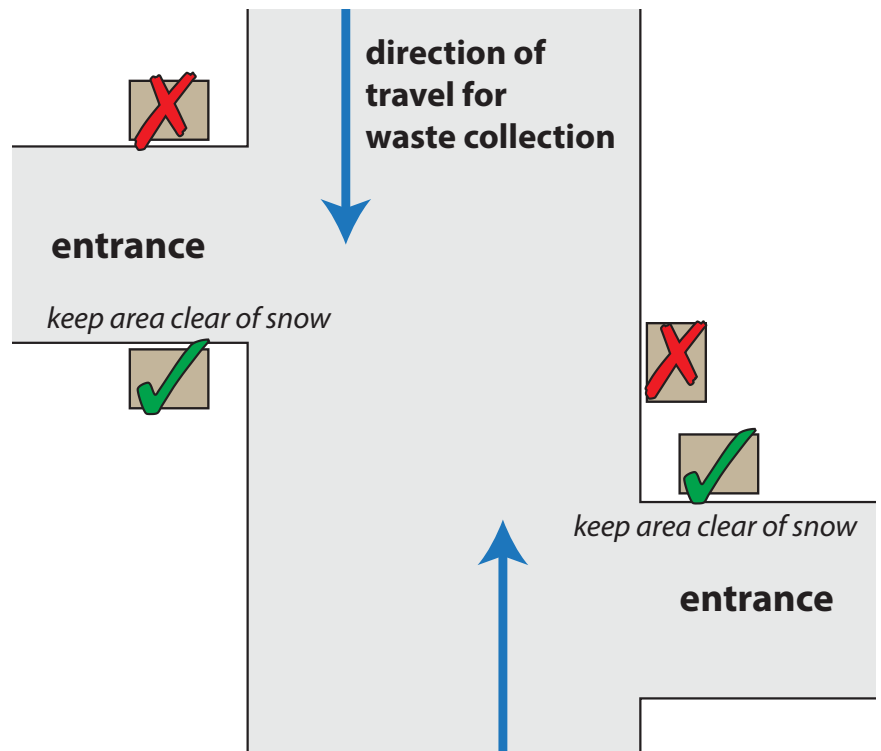 direction of
travel for
waste collection
entrance
keep area clear of snow
keep area clear of snow
entrance